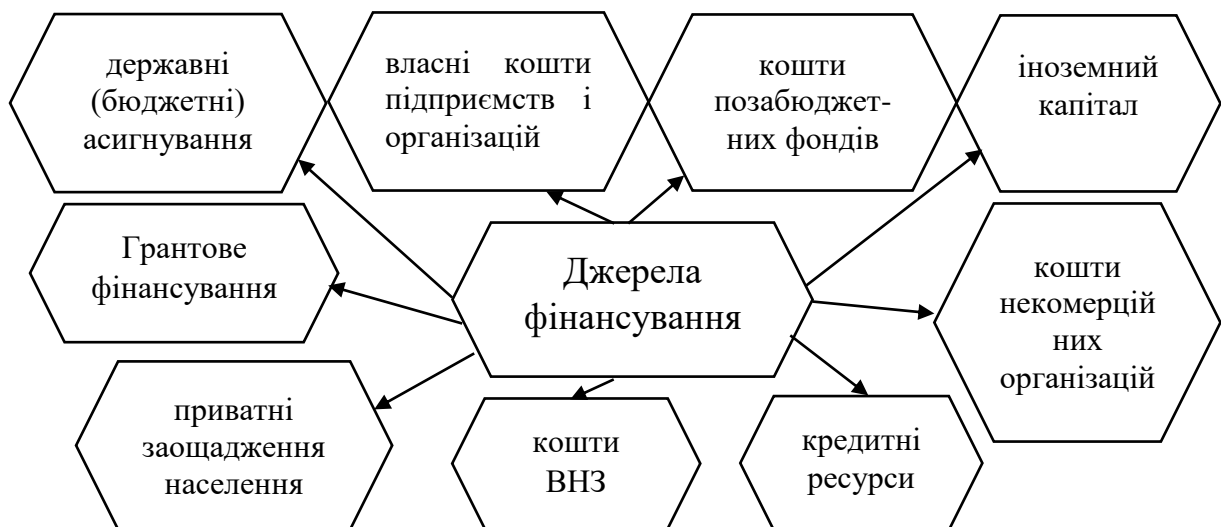 державні
(бюджетні)
асигнування
власні кошти
підприємств і
організацій
кошти
позабюджет-
них фондів
іноземний
капітал
Грантове
фінансування
Джерела
фінансування
кошти
некомерцій
них
організацій
приватні
заощадження
населення
кошти
ВНЗ
кредитні
ресурси